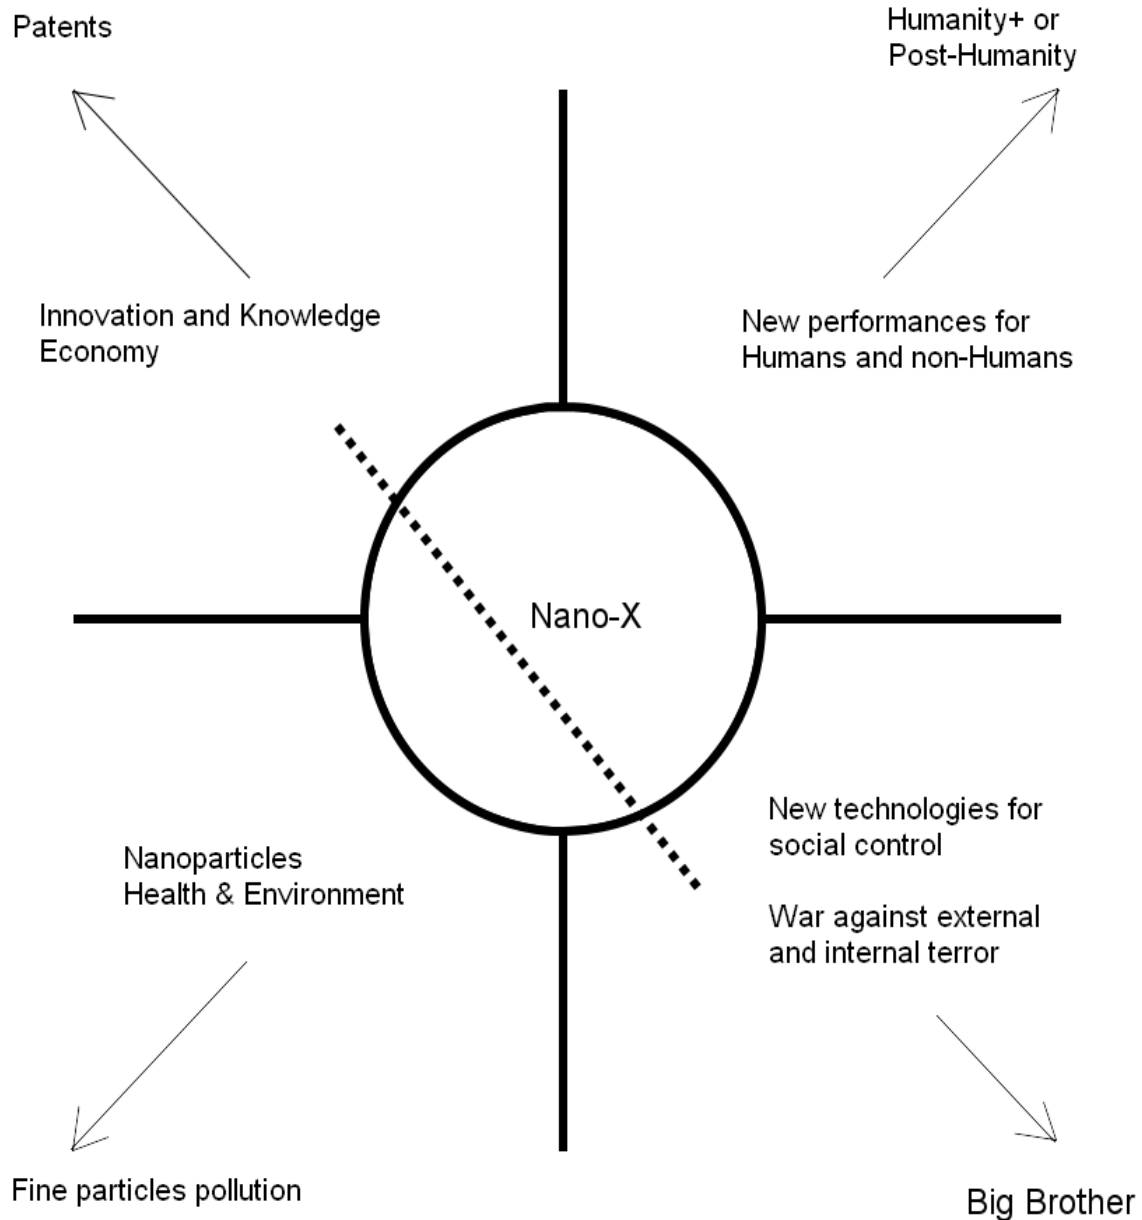 Patents
Humanity+ or
Post-Humanity
Innovation and Knowledge
Economy
New performances for
Humans and non-Humans
Nano-X
New technologies for
social control
War against external
and internal terror
Nanoparticles
Health & Environment
Fine particles pollution
Big Brother